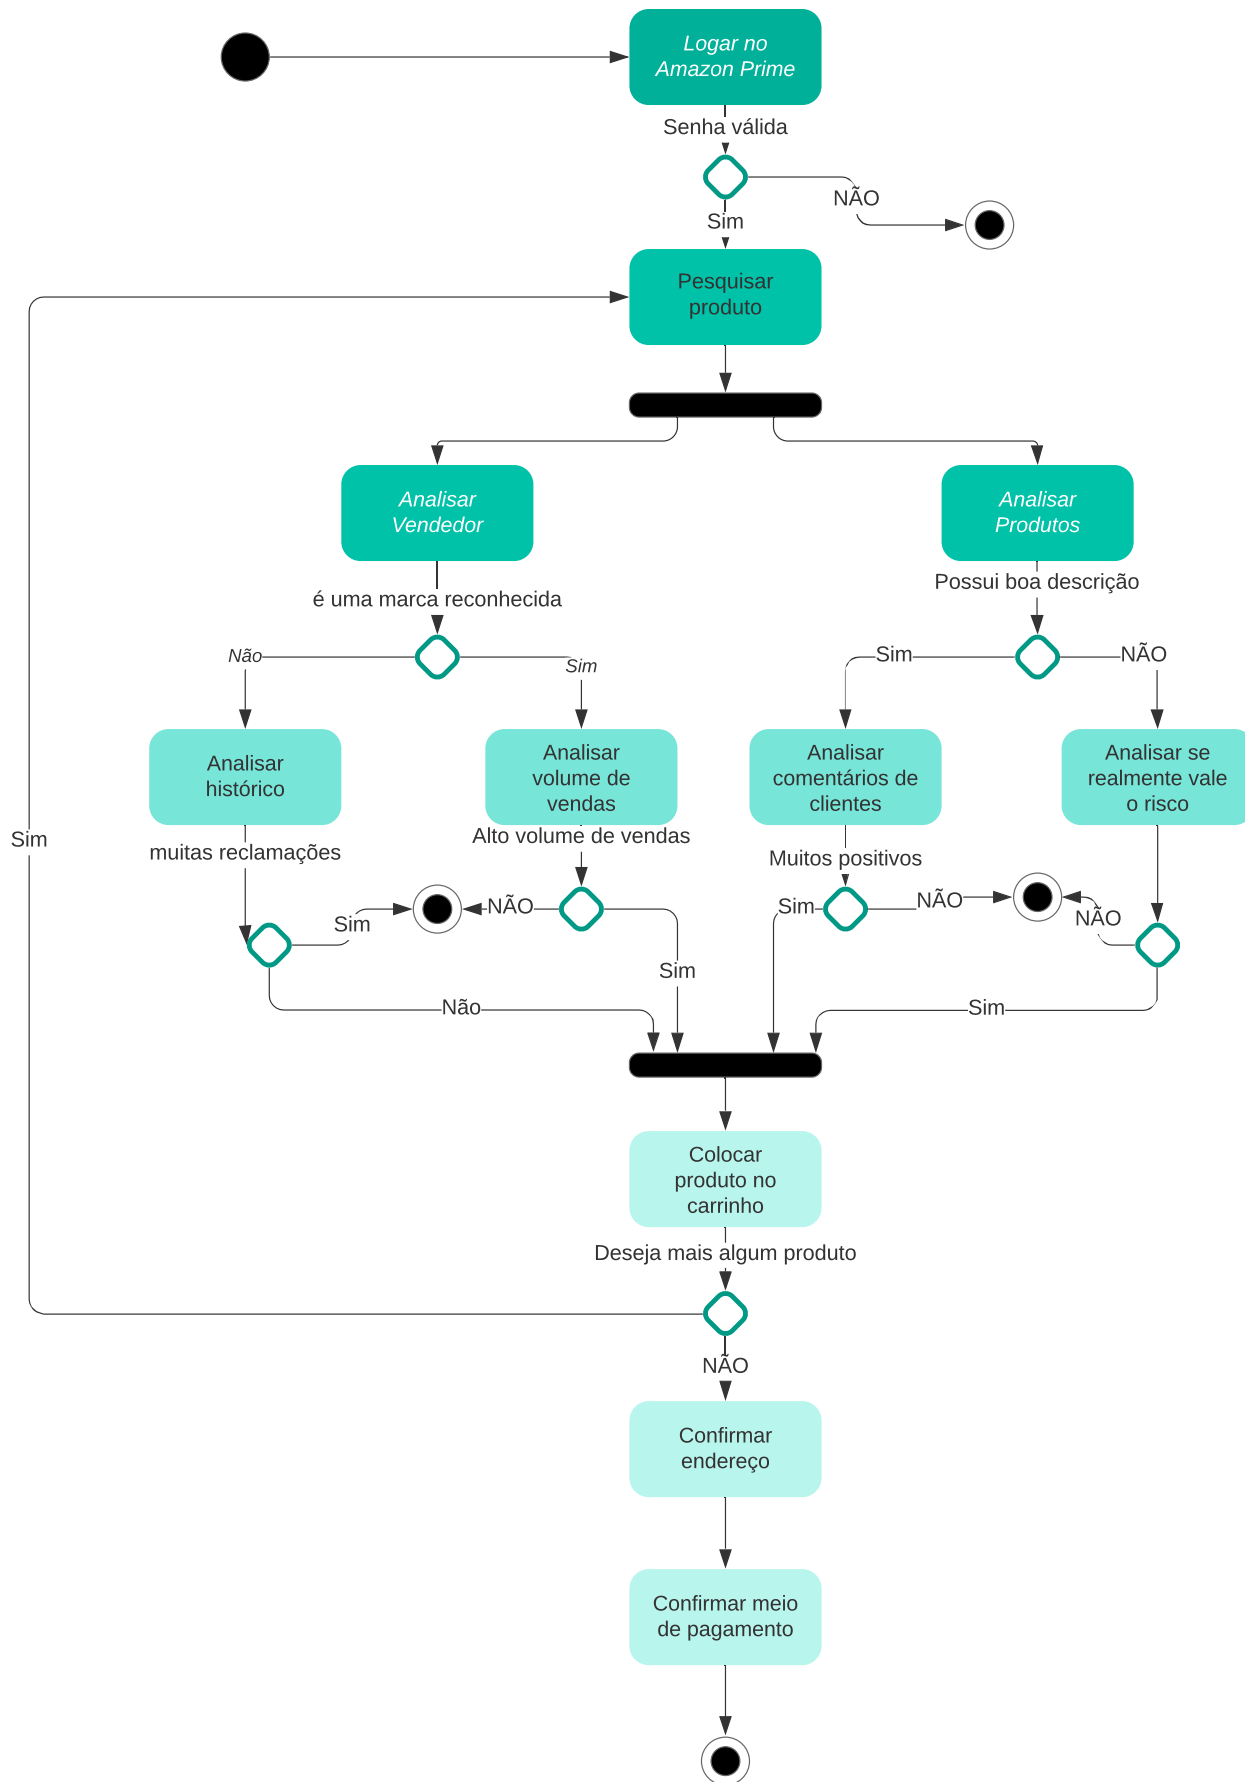 Logar no
Amazon Prime
Senha válida
NÃO
Sim
Pesquisar
produto
Analisar
Vendedor
Analisar
Produtos
Possui boa descrição
é uma marca reconhecida
Não
Sim
Sim
NÃO
Analisar
histórico
Analisar
volume de
vendas
Analisar
comentários de
clientes
Analisar se
realmente vale
o risco
Sim
Alto volume de vendas
muitas reclamações
Muitos positivos
Sim
NÃO
Sim
NÃO
NÃO
Sim
Não
Sim
Colocar
produto no
carrinho
Deseja mais algum produto
NÃO
Confirmar
endereço
Confirmar meio
de pagamento